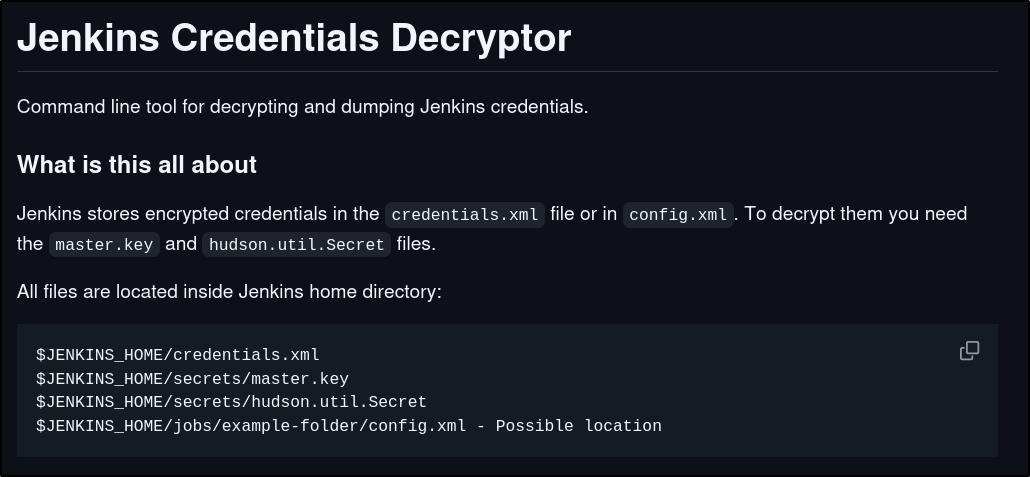 Jenkins Credentials Decryptor
Command line tool for decrypting and dumping Jenkins credentials.
What is this all about
Jenkins stores encrypted credentials in the credentials.xml file or in config.xml. To decrypt them you need
the master.key and hudson.util.Secret files.
All files are located inside Jenkins home directory:
$JENKINS_HOME/credentials.xml
$JENKINS_HOME/secrets/master.key
$JENKINS_HOME/secrets/hudson.util.Secret
$JENKINS_HOME/jobs/example-folder/config.xml - Possible location